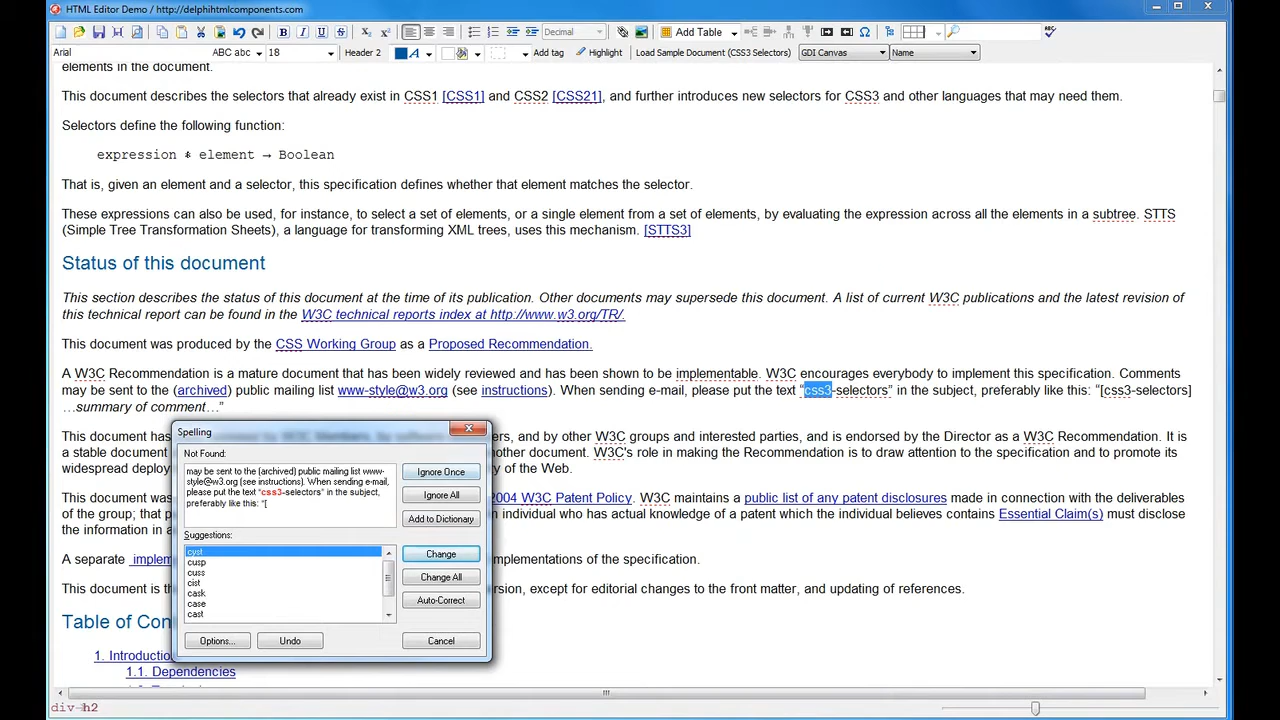 HTML Editor Demo / http://delphihtmlcomponents.com
Decimal
Add Table
Arial
ABC abc
18
Header 2
Add tag
Highlight
Load Sample Document (CSS3 Selectors)
GDI Canvas
Name
elements in the document.
This document describes the selectors that already exist in CSS1 [CSS1] and CSS2 [CSS21], and further introduces new selectors for CSS3 and other languages that may need them.
Selectors define the following function:
expression * element → Boolean
That is, given an element and a selector, this specification defines whether that element matches the selector.
These expressions can also be used, for instance, to select a set of elements, or a single element from a set of elements, by evaluating the expression across all the elements in a subtree. STTS
(Simple Tree Transformation Sheets), a language for transforming XML trees, uses this mechanism. [STTS3]
Status of this document
This section describes the status of this document at the time of its publication. Other documents may supersede this document. A list of current W3C publications and the latest revision of
this technical report can be found in the W3C technical reports index at http://www.w3.org/TR/.
This document was produced by the CSS Working Group as a Proposed Recommendation.
A W3C Recommendation is a mature document that has been widely reviewed and has been shown to be implementable. W3C encourages everybody to implement this specification. Comments
may be sent to the (archived) public mailing list www-style@w3.org (see instructions). When sending e-mail, please put the text “css3-selectors” in the subject, preferably like this: “[css3-selectors]
…summary of comment…”
This document has
ers, and by other W3C groups and interested parties, and is endorsed by the Director as a W3C Recommendation. It is
a stable document
nother document. W3C's role in making the Recommendation is to draw attention to the specification and to promote its
widespread deploy
y of the Web.
This document was
2004 W3C Patent Policy. W3C maintains a public list of any patent disclosures made in connection with the deliverables
of the group; that p
n individual who has actual knowledge of a patent which the individual believes contains Essential Claim(s) must disclose
the information in a
A separate implem
mplementations of the specification.
This document is th
rsion, except for editorial changes to the front matter, and updating of references.
Table of Con
1. Introductio
1.1. Dependencies
Spelling
Not Found:
may be sent to the (archived) public mailing list www-
style@w3.org (see instructions). When sending e-mail,
please put the text “css3-selectors” in the subject,
preferably like this: “[
Ignore Once
Ignore All
Add to Dictionary
Suggestions:
cyst
cusp
cuss
cist
cask
case
cast
Change
Change All
Auto-Correct
Options...
Undo
Cancel
div h2